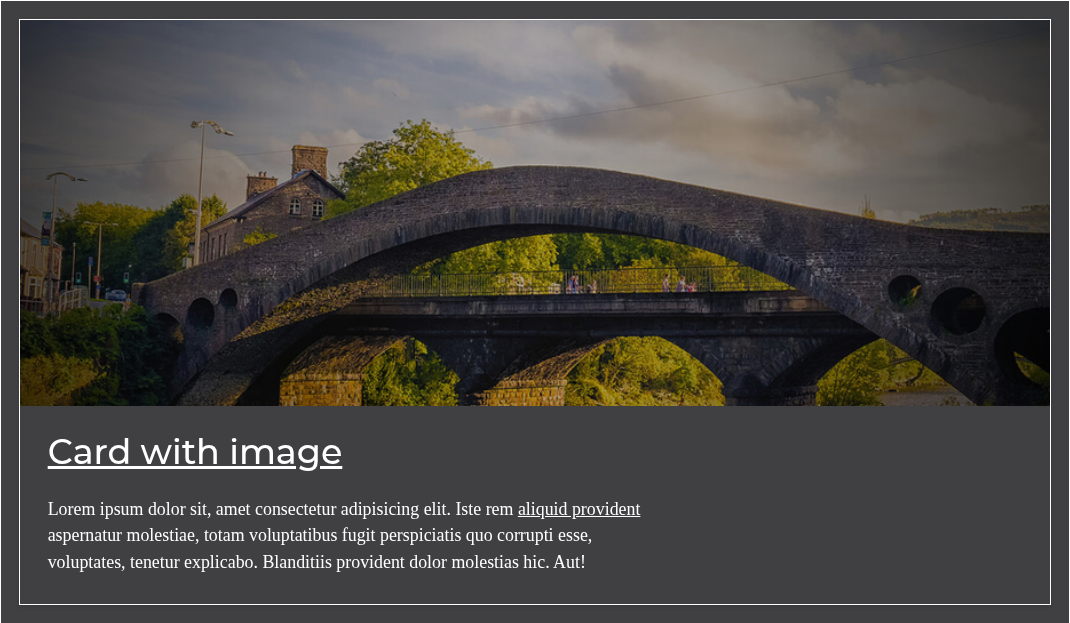 Card with image
Lorem ipsum dolor sit, amet consectetur adipisicing elit. Iste rem aliquid provident
aspernatur molestiae, totam voluptatibus fugit perspiciatis quo corrupti esse,
voluptates, tenetur explicabo. Blanditiis provident dolor molestias hic. Aut!